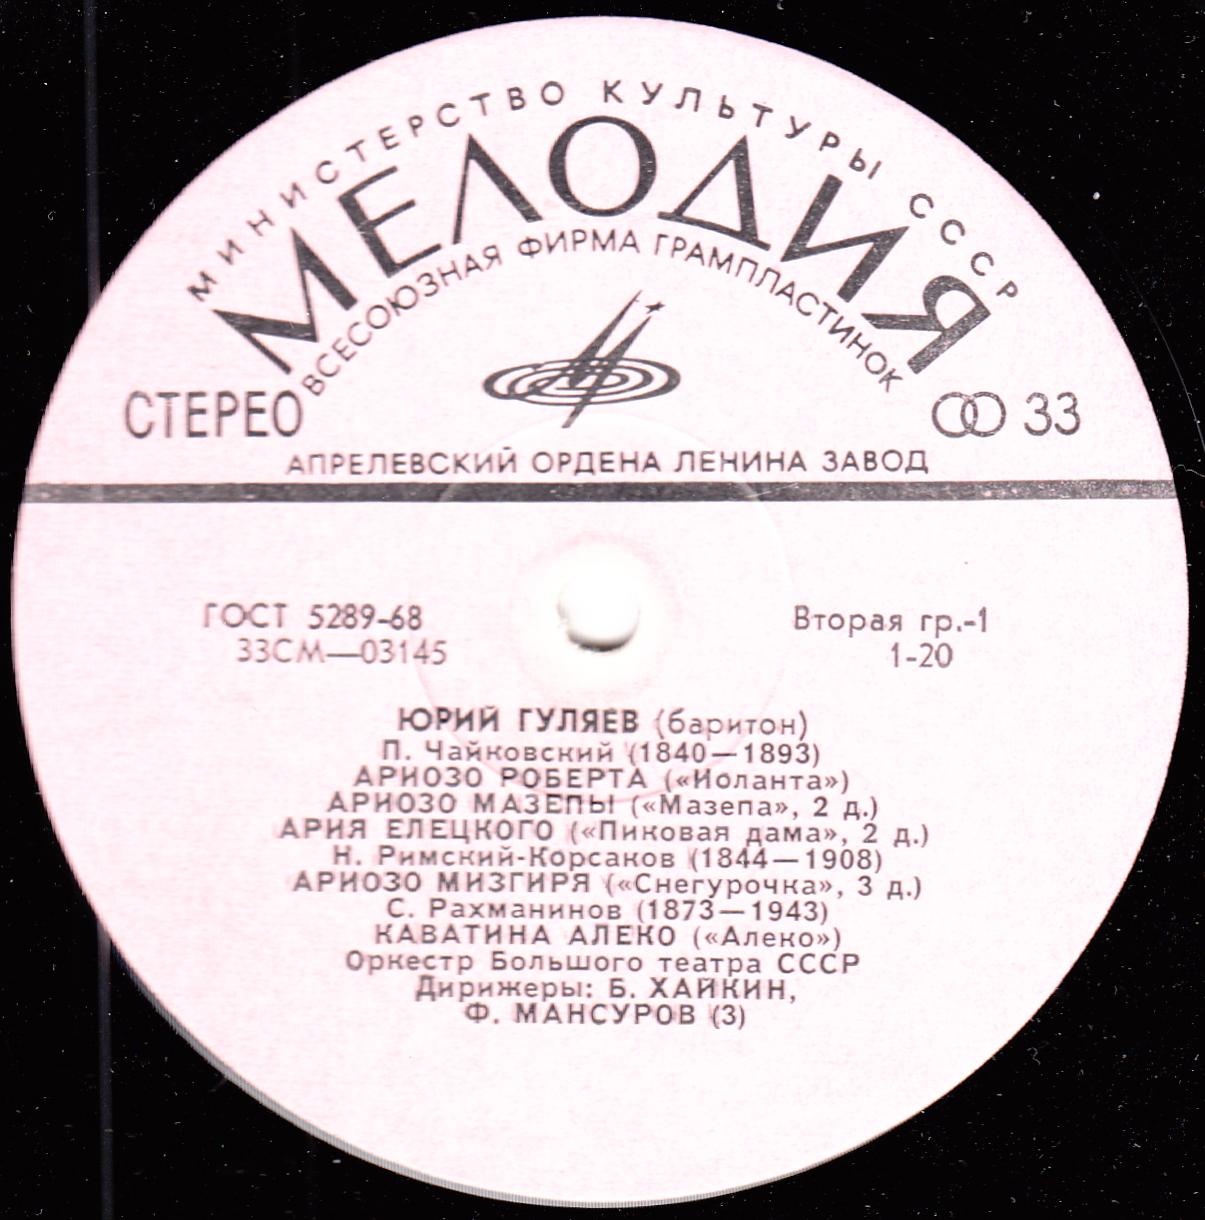 МИНИСТЕРСТВО КУЛЬТУРЫ СССР
МЕЛОДИЯ
ВСЕСОЮЗНАЯ ФИРМА ГРАМПЛАСТИНОК
СТЕРЕО 33
АПРЕЛЕВСКИЙ ОРДЕНА ЛЕНИНА ЗАВОД
ГОСТ 5289-68 Вторая гр.-1
33СМ—03145 1-20
ЮРИЙ ГУЛЯЕВ (баритон)
П. Чайковский (1840—1893)
АРИОЗО РОБЕРТА («Иоланта»)
АРИОЗО МАЗЕПЫ («Мазепа», 2 д.)
АРИЯ ЕЛЕЦКОГО («Пиковая дама», 2 д.)
Н. Римский-Корсаков (1844—1908)
АРИОЗО МИЗГИРЯ («Снегурочка», 3 д.)
С. Рахманинов (1873—1943)
КАВАТИНА АЛЕКО («Алеко»)
Оркестр Большого театра СССР
Дирижеры: Б. ХАЙКИН,
Ф. МАНСУРОВ (3)